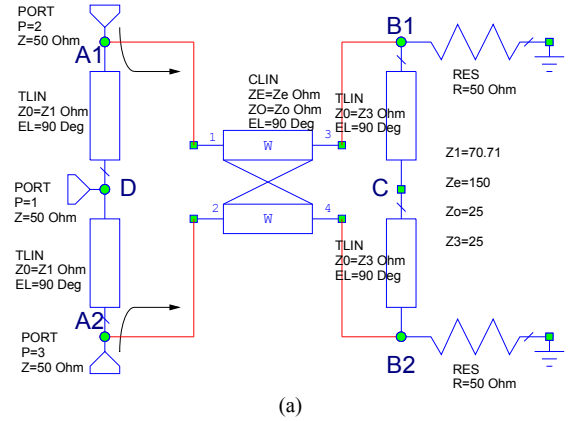 PORT
P=2
Z=50 Ohm
A1
B1
RES
R=50 Ohm
TLIN
Z0=Z1 Ohm
EL=90 Deg
CLIN
ZE=Ze Ohm
ZO=Zo Ohm
EL=90 Deg
TLIN
Z0=Z3 Ohm
EL=90 Deg
1
W
3
Z1=70.71
Ze=150
Zo=25
Z3=25
PORT
P=1
Z=50 Ohm
D
C
2
W
4
TLIN
Z0=Z1 Ohm
EL=90 Deg
TLIN
Z0=Z3 Ohm
EL=90 Deg
A2
PORT
P=3
Z=50 Ohm
B2
RES
R=50 Ohm
(a)